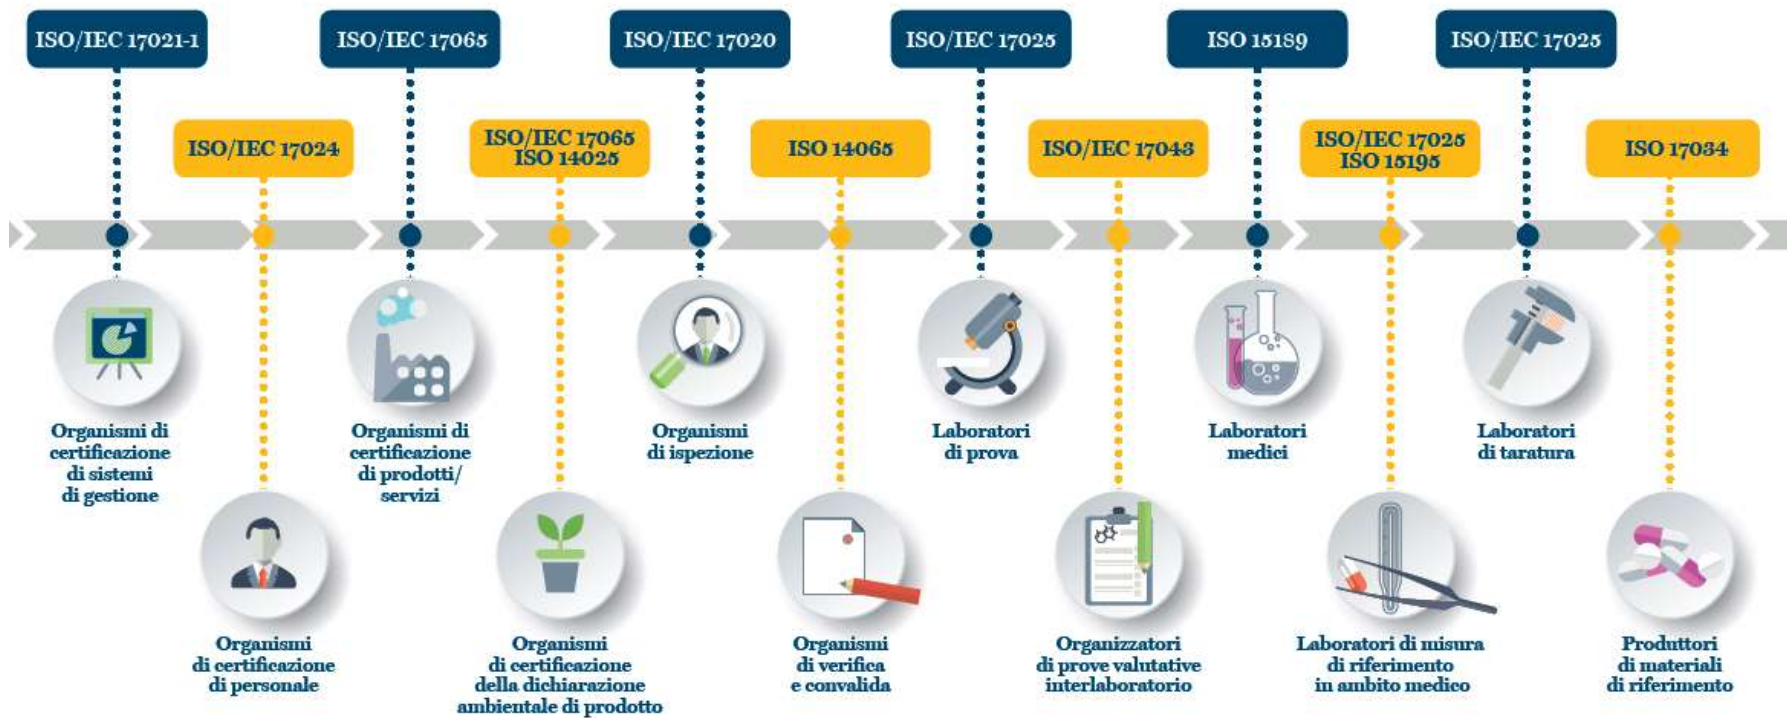 ISO/IEC 17021-1
ISO/IEC 17065
ISO/IEC 17020
ISO/IEC 17025
ISO 15189
ISO/IEC 17025
ISO/IEC 17024
ISO/IEC 17065
ISO 14025
ISO 14065
ISO/IEC 17043
ISO/IEC 17025
ISO 15195
ISO 17034
Organismi di
certificazione
di sistemi
di gestione
Organismi di
certificazione
di prodotti/
servizi
Organismi
di ispezione
Laboratori
di prova
Laboratori
medici
Laboratori
di taratura
Organismi
di certificazione
di personale
Organismi
di certificazione
della dichiarazione
ambientale di prodotto
Organismi
di verifica
e convalida
Organizzatori
di prove valutative
interlaboratorio
Laboratori di misura
di riferimento
in ambito medico
Produttori
di materiali
di riferimento